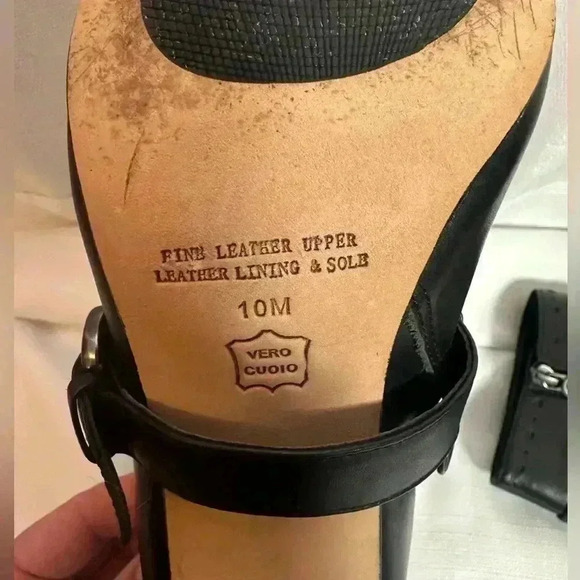 FINE LEATHER UPPER
LEATHER LINING & SOLE
10M
VERO
CUOIO